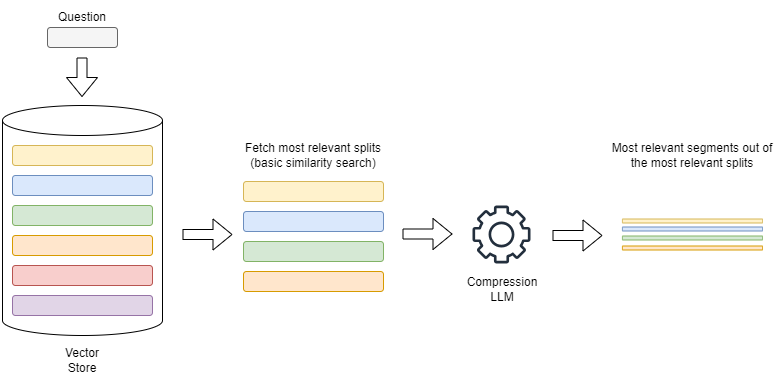 Question
Fetch most relevant splits
(basic similarity search)
Most relevant segments out of
the most relevant splits
Compression
LLM
Vector
Store